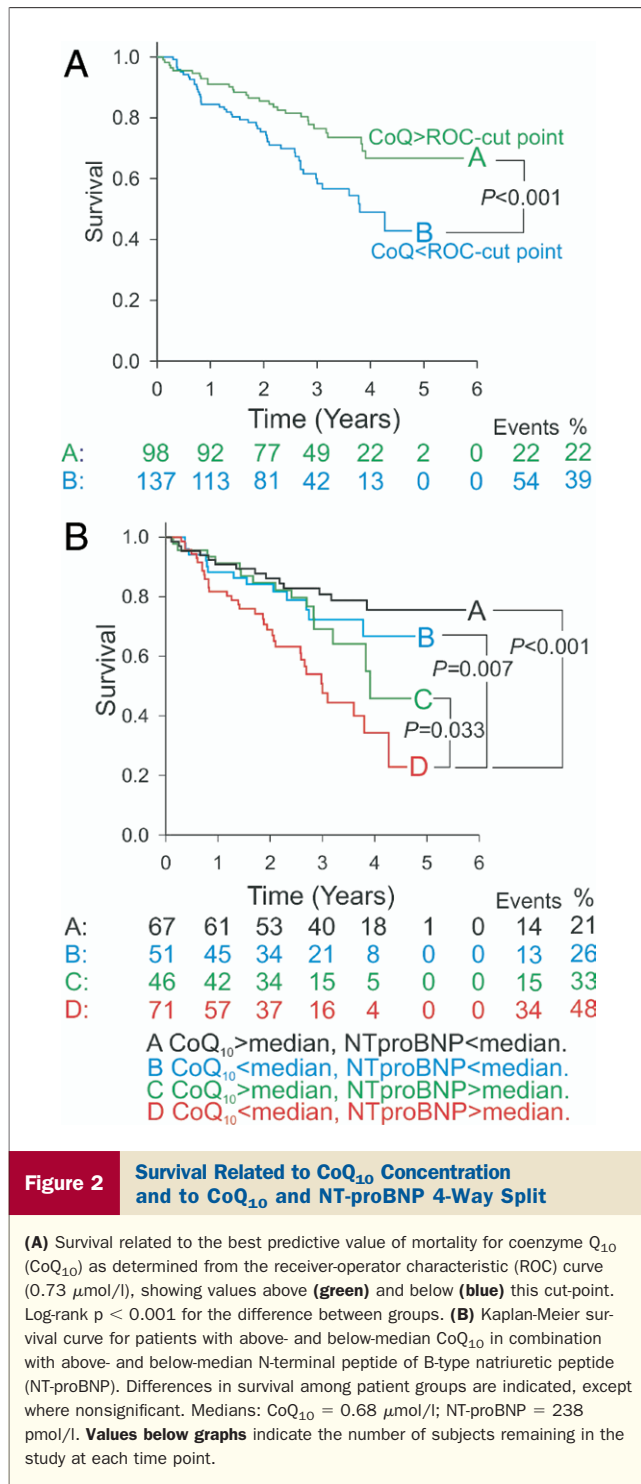 A
1.0
0.8
0.6
0.4
0.2
0.0
Survival
CoQ>ROC-cut point
A
P<0.001
B
CoQ<ROC-cut point
0 1 2 3 4 5 6
Time (Years)
Events %
A: 98 92 77 49 22 2 0 22 22
B: 137 113 81 42 13 0 0 54 39
B
1.0
0.8
0.6
0.4
0.2
0.0
Survival
A
B
P<0.001
P=0.007
C
P=0.033
D
0 1 2 3 4 5 6
Time (Years)
Events %
A: 67 61 53 40 18 1 0 14 21
B: 51 45 34 21 8 0 0 13 26
C: 46 42 34 15 5 0 0 15 33
D: 71 57 37 16 4 0 0 34 48
A CoQ₁₀>median, NTproBNP<median.
B CoQ₁₀<median, NTproBNP<median.
C CoQ₁₀>median, NTproBNP>median.
D CoQ₁₀<median, NTproBNP>median.
Figure 2
Survival Related to CoQ₁₀ Concentration
and to CoQ₁₀ and NT-proBNP 4-Way Split
(A) Survival related to the best predictive value of mortality for coenzyme Q₁₀
(CoQ₁₀) as determined from the receiver-operator characteristic (ROC) curve
(0.73 μmol/l), showing values above (green) and below (blue) this cut-point.
Log-rank p < 0.001 for the difference between groups. (B) Kaplan-Meier sur-
vival curve for patients with above- and below-median CoQ₁₀ in combination
with above- and below-median N-terminal peptide of B-type natriuretic peptide
(NT-proBNP). Differences in survival among patient groups are indicated, except
where nonsignificant. Medians: CoQ₁₀ = 0.68 μmol/l; NT-proBNP = 238
pmol/l. Values below graphs indicate the number of subjects remaining in the
study at each time point.